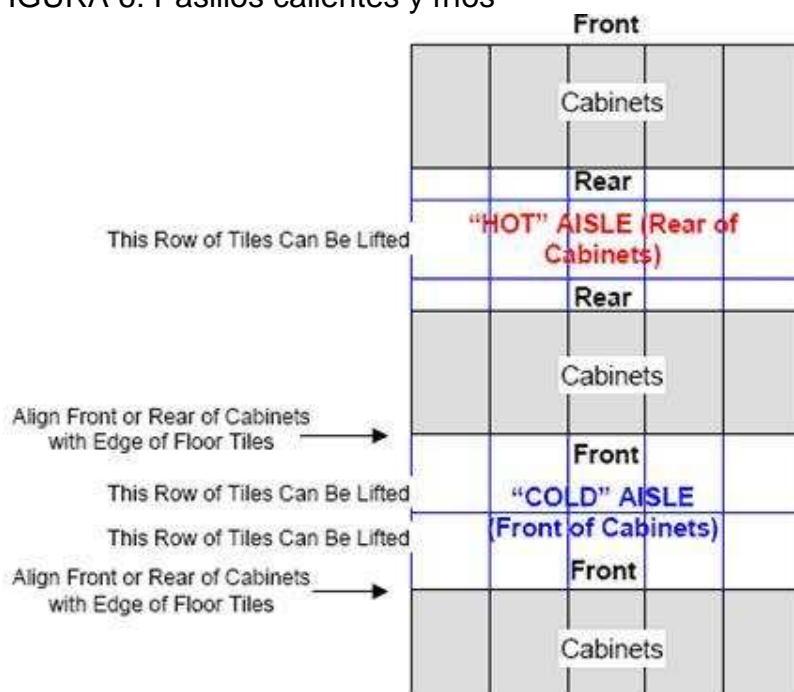 IGURA 6. Pasillos calientes y fríos
Front
Cabinets
Rear
This Row of Tiles Can Be Lifted
“HOT” AISLE (Rear of
Cabinets)
Rear
Cabinets
Align Front or Rear of Cabinets
with Edge of Floor Tiles
Front
This Row of Tiles Can Be Lifted
“COLD” AISLE
(Front of Cabinets)
This Row of Tiles Can Be Lifted
Front
Align Front or Rear of Cabinets
with Edge of Floor Tiles
Cabinets